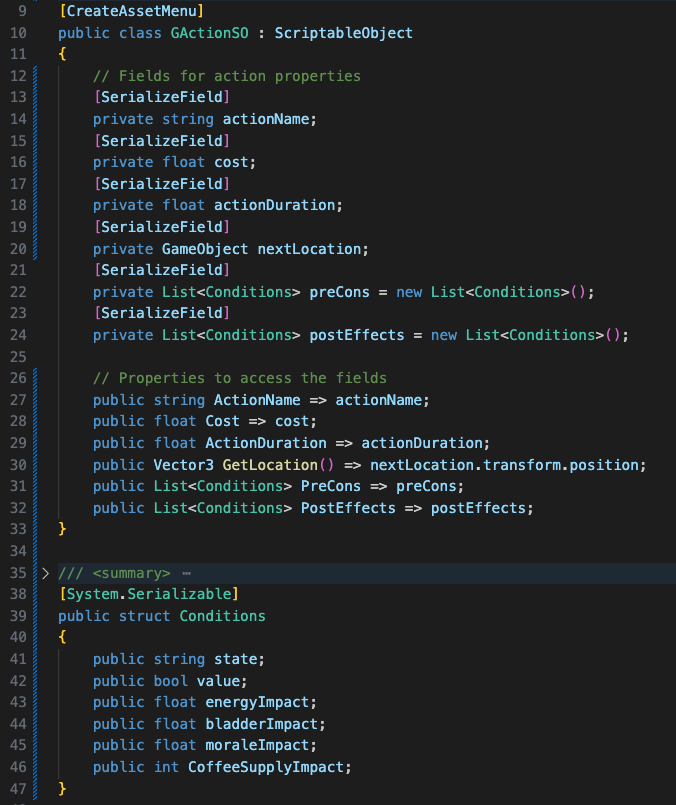 9 [CreateAssetMenu]
10 public class GActionSO : ScriptableObject
11 {
12     // Fields for action properties
13     [SerializeField]
14     private string actionName;
15     [SerializeField]
16     private float cost;
17     [SerializeField]
18     private float actionDuration;
19     [SerializeField]
20     private GameObject nextLocation;
21     [SerializeField]
22     private List<Conditions> preCons = new List<Conditions>();
23     [SerializeField]
24     private List<Conditions> postEffects = new List<Conditions>();
25
26     // Properties to access the fields
27     public string ActionName => actionName;
28     public float Cost => cost;
29     public float ActionDuration => actionDuration;
30     public Vector3 GetLocation() => nextLocation.transform.position;
31     public List<Conditions> PreCons => preCons;
32     public List<Conditions> PostEffects => postEffects;
33 }
34
35 > /// <summary> ⋯
38 [System.Serializable]
39 public struct Conditions
40 {
41     public string state;
42     public bool value;
43     public float energyImpact;
44     public float bladderImpact;
45     public float moraleImpact;
46     public int CoffeeSupplyImpact;
47 }